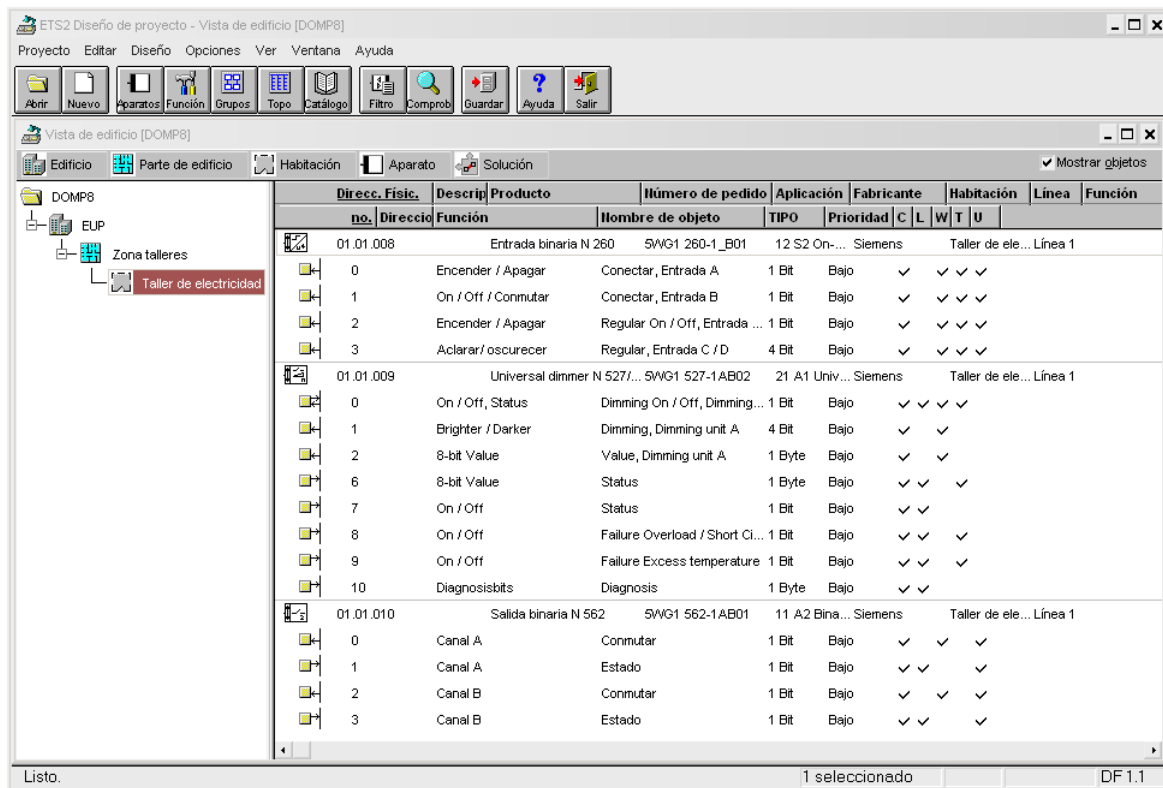 ETS2 Diseño de proyecto - Vista de edificio [DOMP8]
Proyecto Editar Diseño Opciones Ver Ventana Ayuda
Abrir Nuevo Aparatos Función Grupos Topo Catálogo Filtro Comprob Guardar Ayuda Salir
Vista de edificio [DOMP8]
Edificio Parte de edificio Habitación Aparato Solución Mostrar objetos
DOMP8
EUP
Zona talleres
Taller de electricidad
Direcc. Físic. Descrip Producto Número de pedido Aplicación Fabricante Habitación Línea Función
no. Direccio Función Nombre de objeto TIPO Prioridad C L W T U
01.01.008 Entrada binaria N 260 5WG1 260-1_B01 12 S2 On-... Siemens Taller de ele... Línea 1
0 Encender / Apagar Conectar, Entrada A 1 Bit Bajo
1 On / Off / Conmutar Conectar, Entrada B 1 Bit Bajo
2 Encender / Apagar Regular On / Off, Entrada ... 1 Bit Bajo
3 Aclarar/ oscurecer Regular, Entrada C / D 4 Bit Bajo
01.01.009 Universal dimmer N 527/... 5WG1 527-1AB02 21 A1 Univ... Siemens Taller de ele... Línea 1
0 On / Off, Status Dimming On / Off, Dimming... 1 Bit Bajo
1 Brighter / Darker Dimming, Dimming unit A 4 Bit Bajo
2 8-bit Value Value, Dimming unit A 1 Byte Bajo
6 8-bit Value Status 1 Byte Bajo
7 On / Off Status 1 Bit Bajo
8 On / Off Failure Overload / Short Ci... 1 Bit Bajo
9 On / Off Failure Excess temperature 1 Bit Bajo
10 Diagnosisbits Diagnosis 1 Byte Bajo
01.01.010 Salida binaria N 562 5WG1 562-1AB01 11 A2 Bina... Siemens Taller de ele... Línea 1
0 Canal A Conmutar 1 Bit Bajo
1 Canal A Estado 1 Bit Bajo
2 Canal B Conmutar 1 Bit Bajo
3 Canal B Estado 1 Bit Bajo
Listo. 1 seleccionado DF 1.1